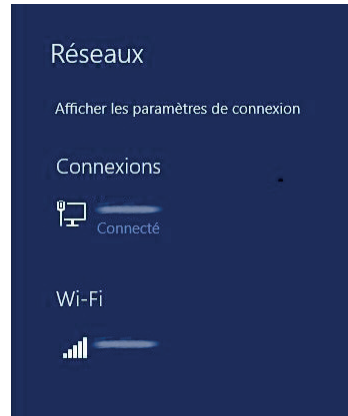 Réseaux
Afficher les paramètres de connexion
Connexions
Connecté
Wi-Fi